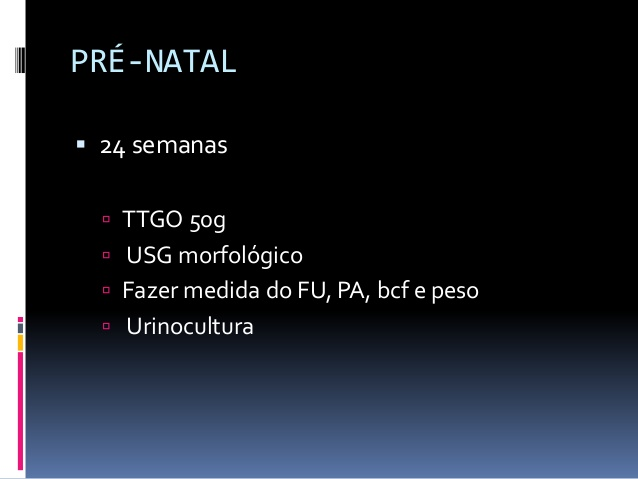 PRÉ-NATAL
24 semanas
TTGO 50g
USG morfológico
Fazer medida do FU, PA, bcf e peso
Urinocultura